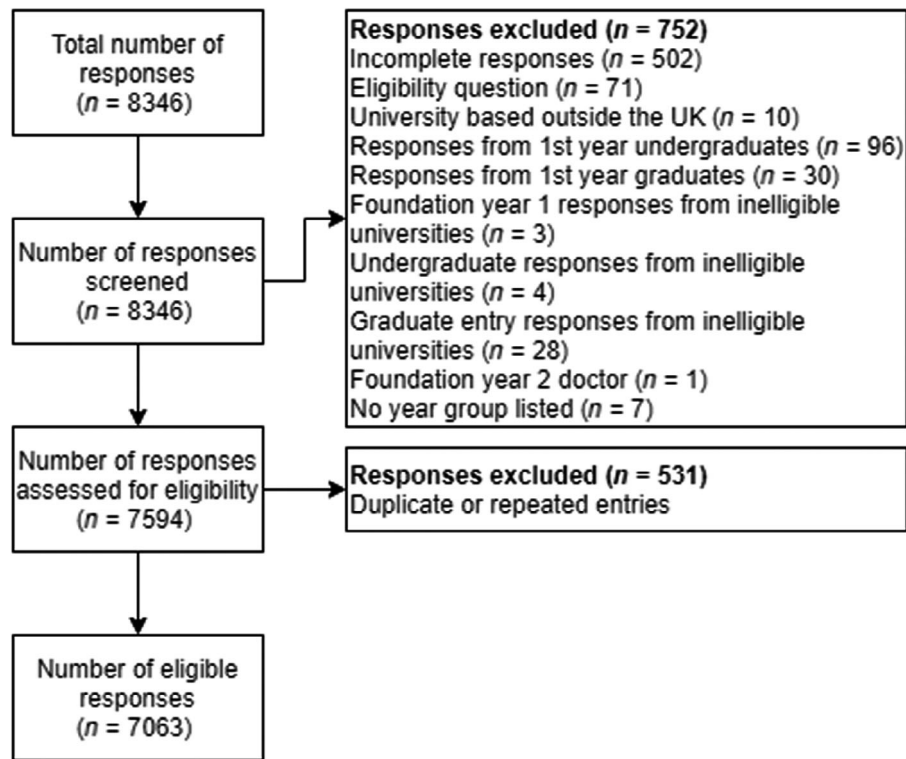 Total number of
responses
(n = 8346)
Number of responses
screened
(n = 8346)
Responses excluded (n = 752)
Incomplete responses (n = 502)
Eligibility question (n = 71)
University based outside the UK (n = 10)
Responses from 1st year undergraduates (n = 96)
Responses from 1st year graduates (n = 30)
Foundation year 1 responses from inelligible
universities (n = 3)
Undergraduate responses from inelligible
universities (n = 4)
Graduate entry responses from inelligible
universities (n = 28)
Foundation year 2 doctor (n = 1)
No year group listed (n = 7)
Number of responses
assessed for eligibility
(n = 7594)
Responses excluded (n = 531)
Duplicate or repeated entries
Number of eligible
responses
(n = 7063)